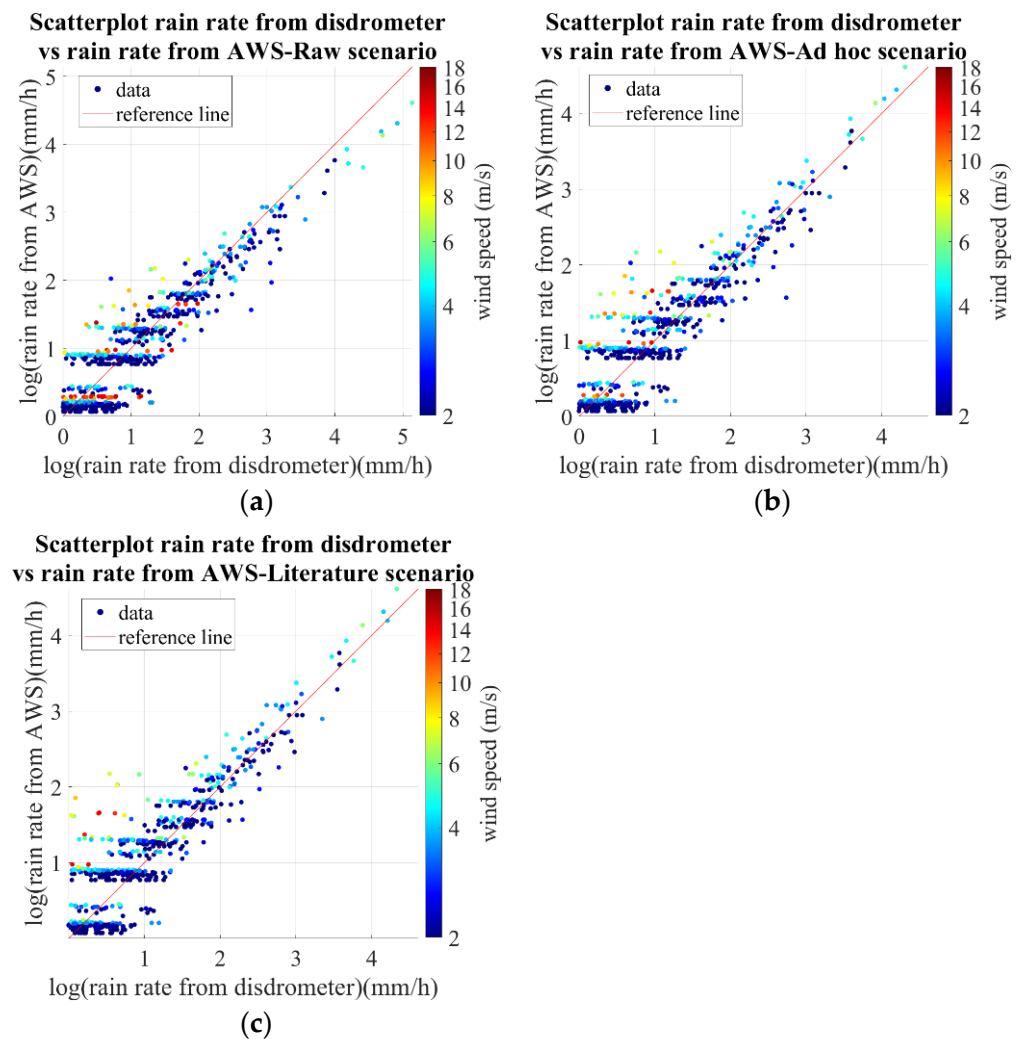 Scatterplot rain rate from disdrometer
vs rain rate from AWS-Raw scenario
data
reference line
log(rain rate from AWS)(mm/h)
5
4
3
2
1
0
0 1 2 3 4 5
log(rain rate from disdrometer)(mm/h)
18
16
14
12
10
8
6
4
2
wind speed (m/s)
(a)
Scatterplot rain rate from disdrometer
vs rain rate from AWS-Ad hoc scenario
data
reference line
log(rain rate from AWS)(mm/h)
4
3
2
1
0
0 1 2 3 4
log(rain rate from disdrometer)(mm/h)
18
16
14
12
10
8
6
4
2
wind speed (m/s)
(b)
Scatterplot rain rate from disdrometer
vs rain rate from AWS-Literature scenario
data
reference line
log(rain rate from AWS)(mm/h)
4
3
2
1
1 2 3 4
log(rain rate from disdrometer)(mm/h)
18
16
14
12
10
8
6
4
2
wind speed (m/s)
(c)